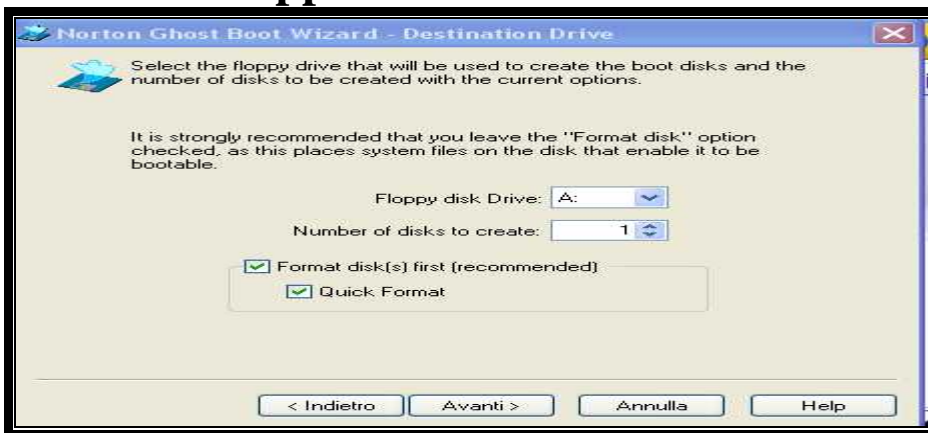 Norton Ghost Boot Wizard - Destination Drive
Select the floppy drive that will be used to create the boot disks and the
number of disks to be created with the current options.
It is strongly recommended that you leave the "Format disk" option
checked, as this places system files on the disk that enable it to be
bootable.
Floppy disk Drive: A:
Number of disks to create: 1
Format disk(s) first (recommended)
Quick Format
< Indietro Avanti > Annulla Help